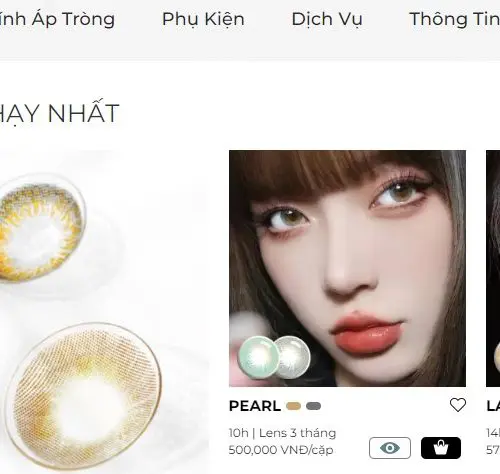 ính Áp Tròng Phụ Kiện Dịch Vụ Thông Tin
HẠY NHẤT
PEARL
10h | Lens 3 tháng
500,000 VNĐ/cặp
LA
14h
57